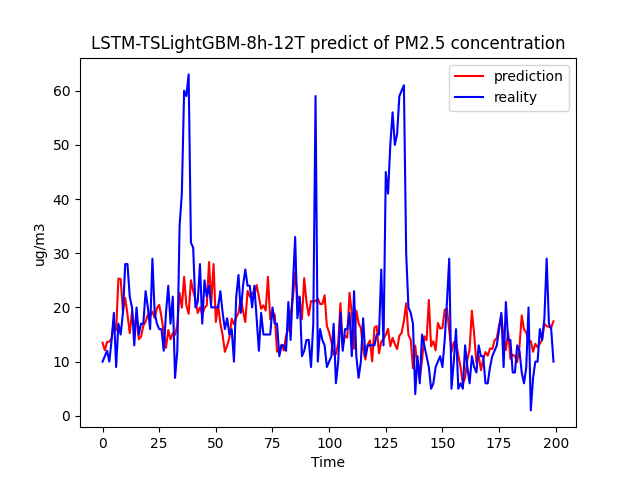 LSTM-TSLightGBM-8h-12T predict of PM2.5 concentration
prediction
reality
ug/m3
60
50
40
30
20
10
0
0 25 50 75 100 125 150 175 200
Time